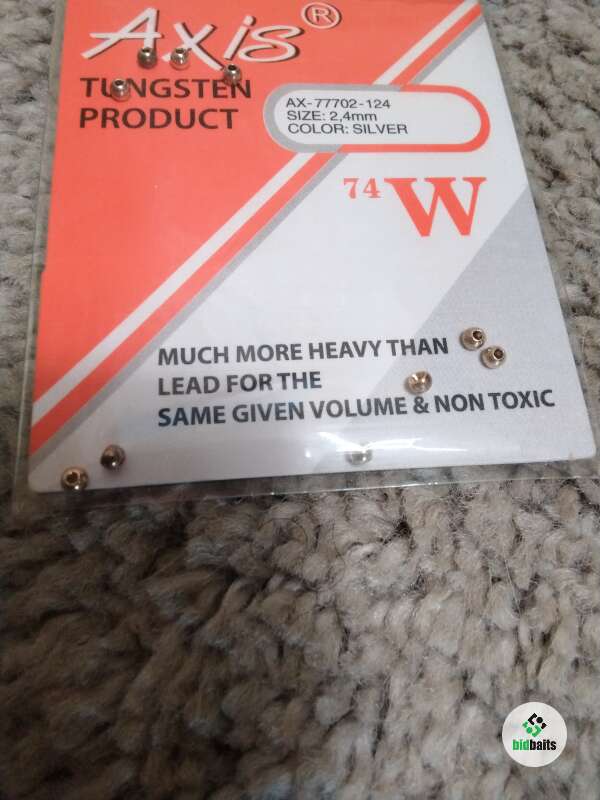 Axis®
TUNGSTEN
PRODUCT
AX-77702-124
SIZE: 2,4mm
COLOR: SILVER
74 W
MUCH MORE HEAVY THAN
LEAD FOR THE
SAME GIVEN VOLUME & NON TOXIC
bidbaits